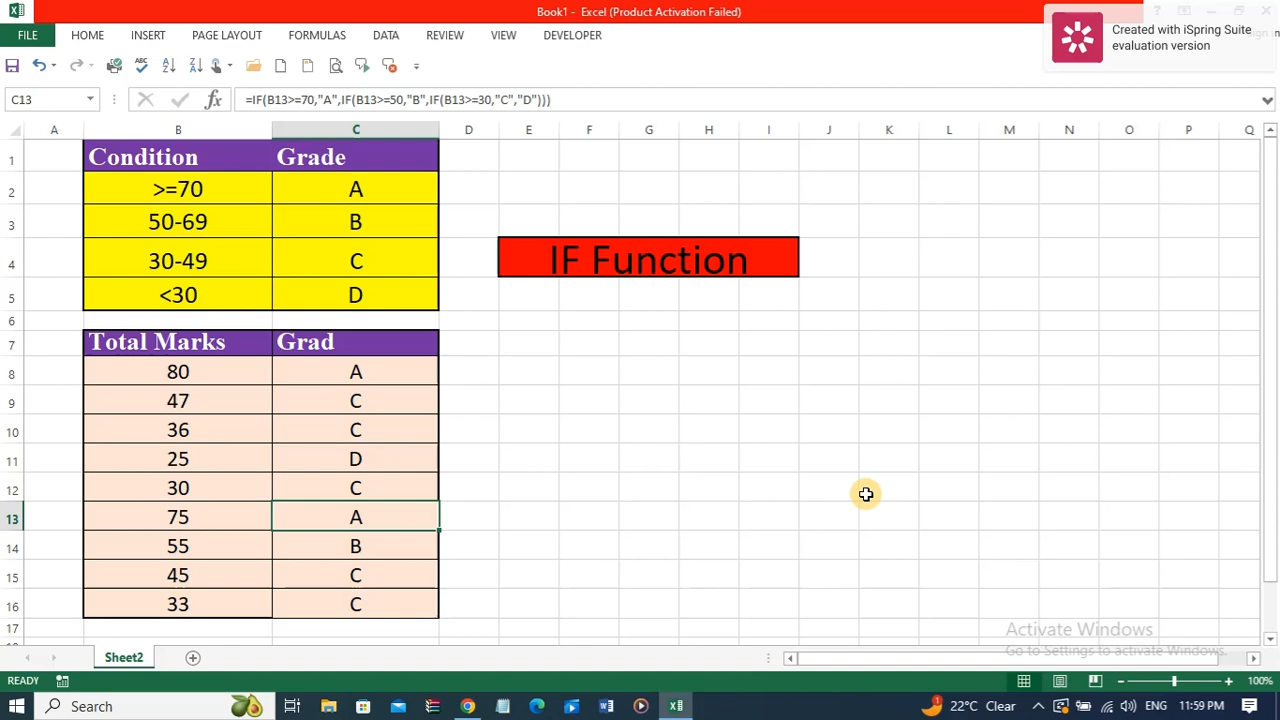 Book1 - Excel (Product Activation Failed)
Created with iSpring Suite
evaluation version
FILE HOME INSERT PAGE LAYOUT FORMULAS DATA REVIEW VIEW DEVELOPER
C13 fx =IF(B13>=70,"A",IF(B13>=50,"B",IF(B13>=30,"C","D")))
A B C D E F G H I J K L M N O P Q
1 Condition Grade
2 >=70 A
3 50-69 B
4 30-49 C IF Function
5 <30 D
6
7 Total Marks Grad
8 80 A
9 47 C
10 36 C
11 25 D
12 30 C
13 75 A
14 55 B
15 45 C
16 33 C
17
Activate Windows
Go to Settings to activate Windows.
Sheet2
READY 100%
Search 22°C Clear ENG 11:59 PM